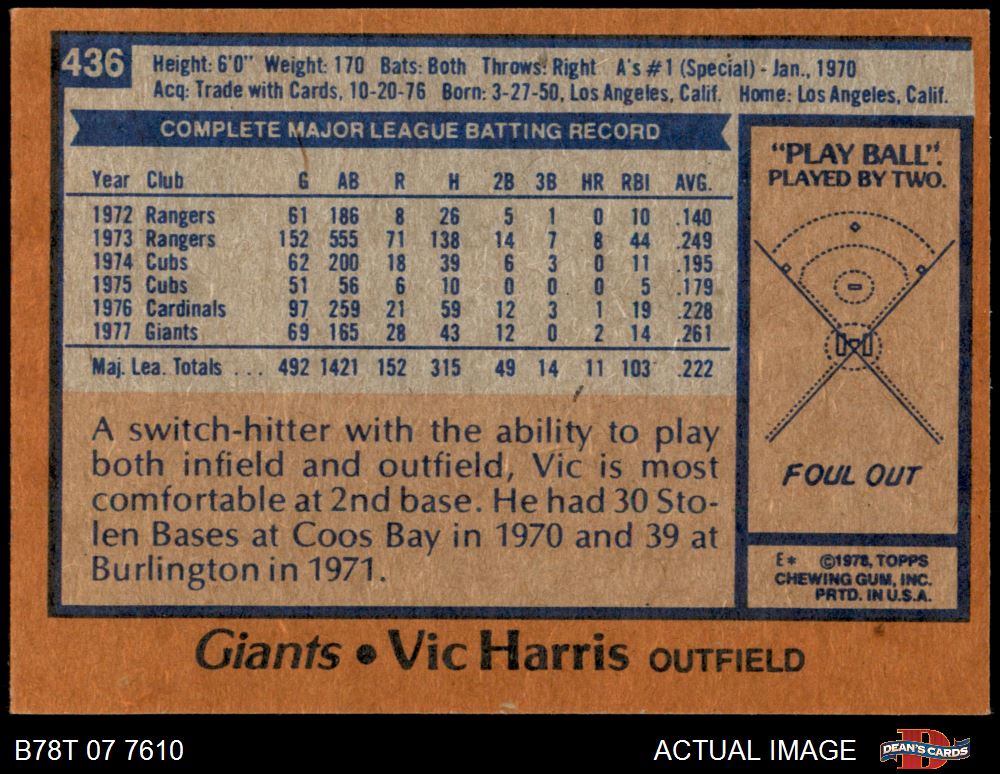 436
Height: 6'0" Weight: 170 Bats: Both Throws: Right A's #1 (Special) - Jan., 1970
Acq: Trade with Cards, 10-20-76 Born: 3-27-50, Los Angeles, Calif. Home: Los Angeles, Calif.
COMPLETE MAJOR LEAGUE BATTING RECORD
Year Club G AB R H 2B 3B HR RBI AVG.
1972 Rangers 61 186 8 26 5 1 0 10 .140
1973 Rangers 152 555 71 138 14 7 8 44 .249
1974 Cubs 62 200 18 39 6 3 0 11 .195
1975 Cubs 51 56 6 10 0 0 0 5 .179
1976 Cardinals 97 259 21 59 12 3 1 19 .228
1977 Giants 69 165 28 43 12 0 2 14 .261
Maj. Lea. Totals ... 492 1421 152 315 49 14 11 103 .222
A switch-hitter with the ability to play
both infield and outfield, Vic is most
comfortable at 2nd base. He had 30 Sto-
len Bases at Coos Bay in 1970 and 39 at
Burlington in 1971.
"PLAY BALL".
PLAYED BY TWO.
FOUL OUT
E* ©1978, TOPPS
CHEWING GUM, INC.
PRTD. IN U.S.A.
Giants • Vic Harris OUTFIELD
B78T 07 7610
ACTUAL IMAGE
DEAN'S CARDS